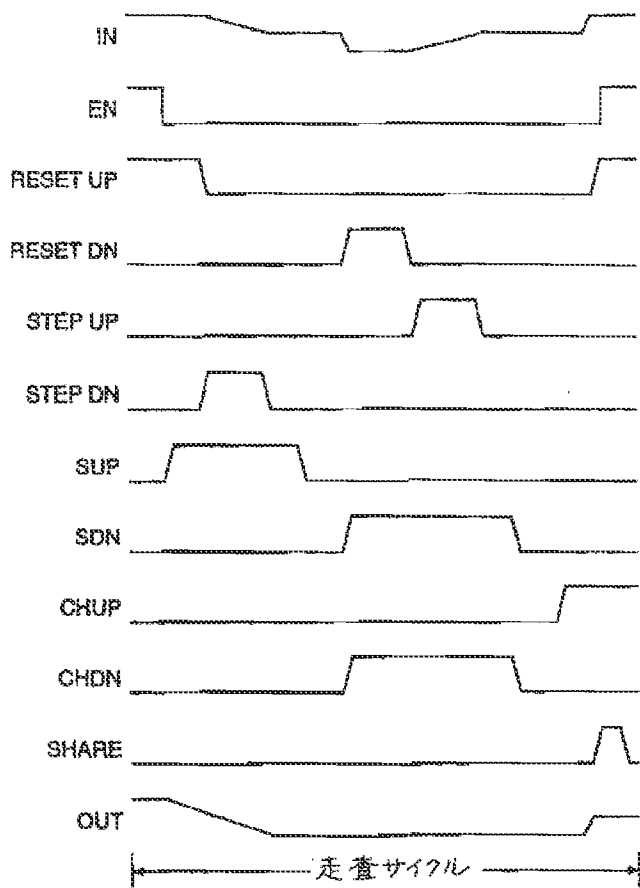 IN
EN
RESET UP
RESET DN
STEP UP
STEP DN
SUP
SDN
CHUP
CHDN
SHARE
OUT
走査サイクル